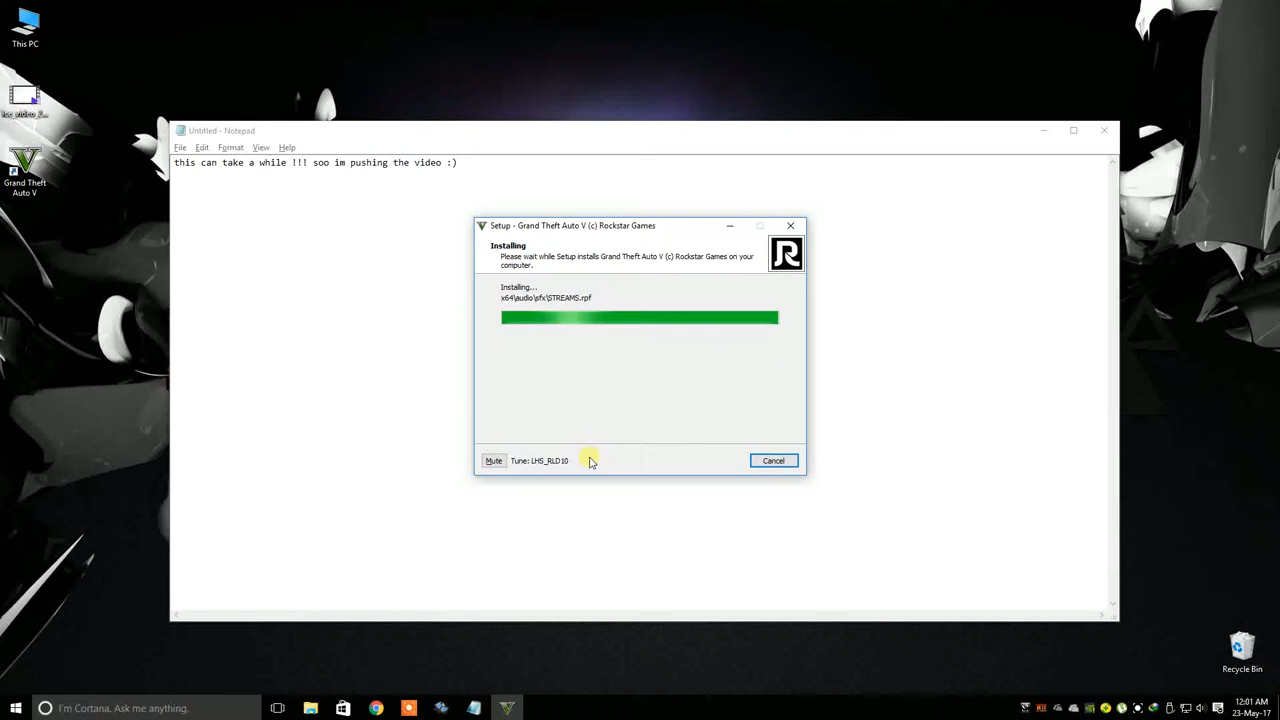 This PC
Grand Theft
Auto V
Untitled - Notepad
File Edit Format View Help
this can take a while !!! soo im pushing the video :)
Setup - Grand Theft Auto V (c) Rockstar Games
Installing
Please wait while Setup installs Grand Theft Auto V (c) Rockstar Games on your
computer.
Installing...
x64\audio\sfx\STREAMS.rpf
Mute Tune: LHS_RLD10 Cancel
Recycle Bin
I'm Cortana. Ask me anything.
12:01 AM
23-May-17